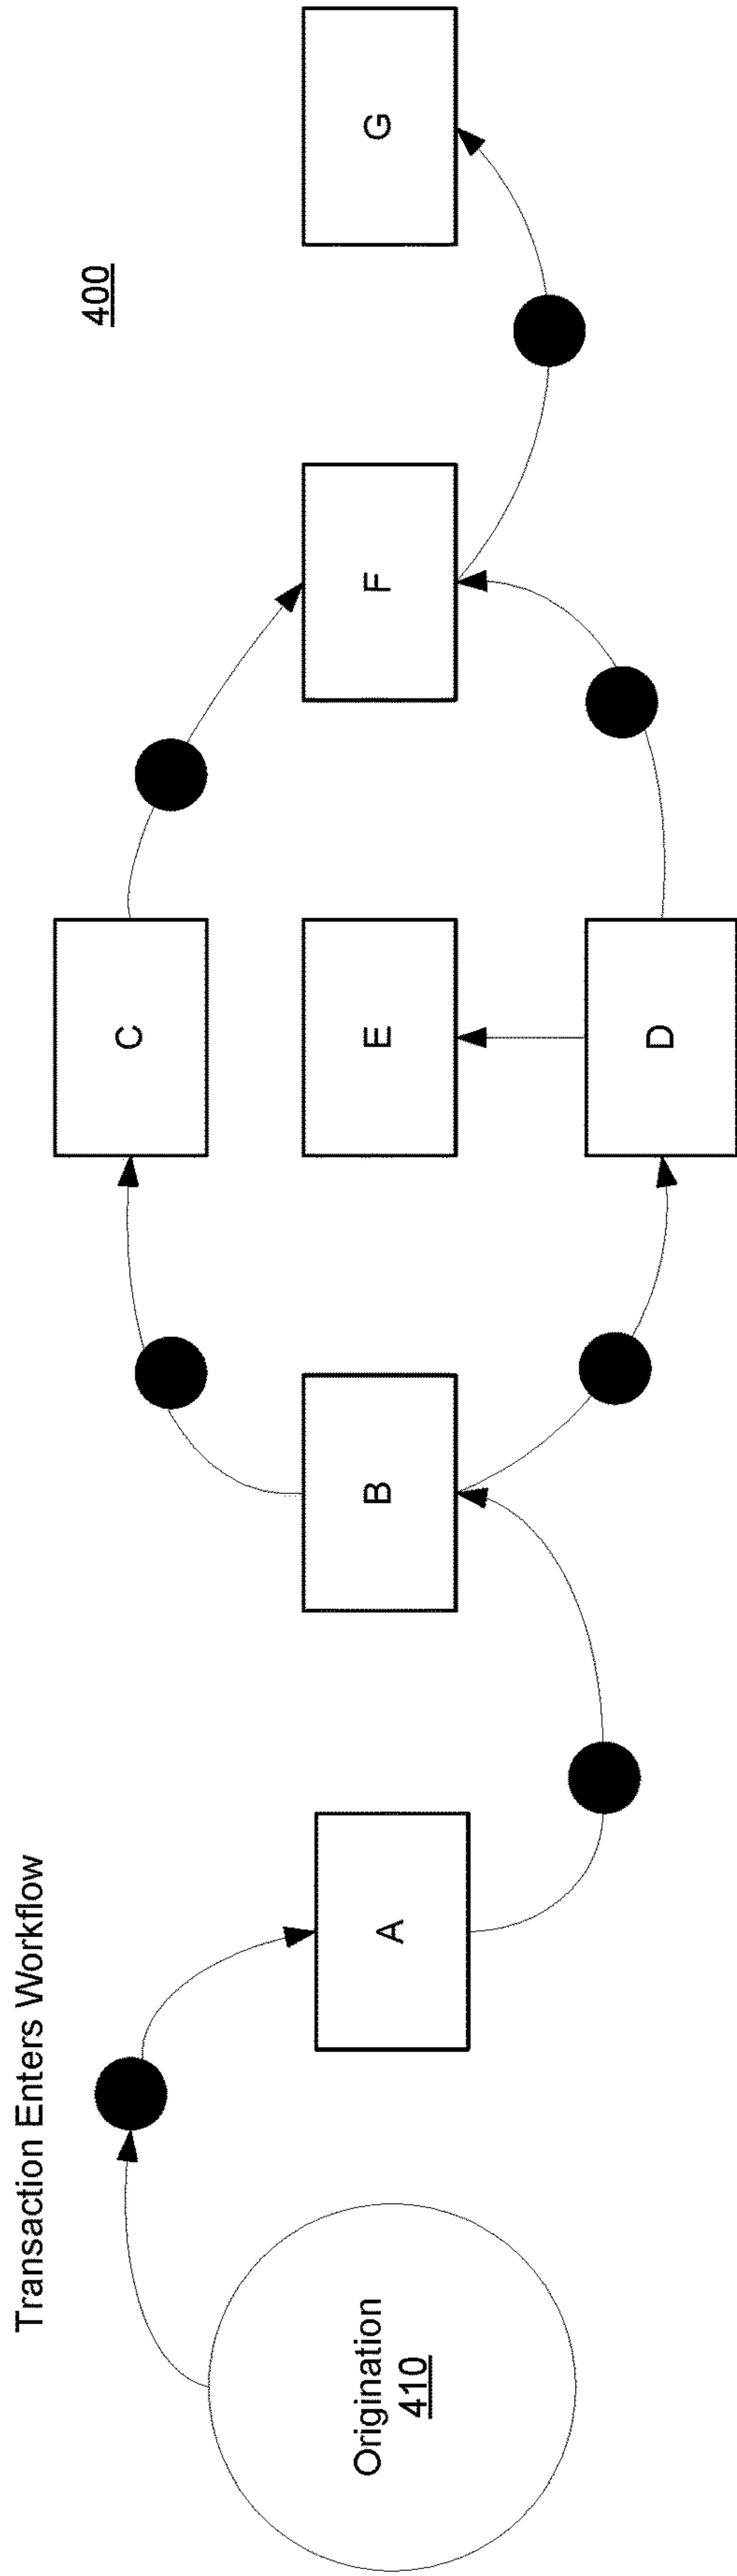 Transaction Enters Workflow
400
C
Origination
410
A
B
E
F
G
D